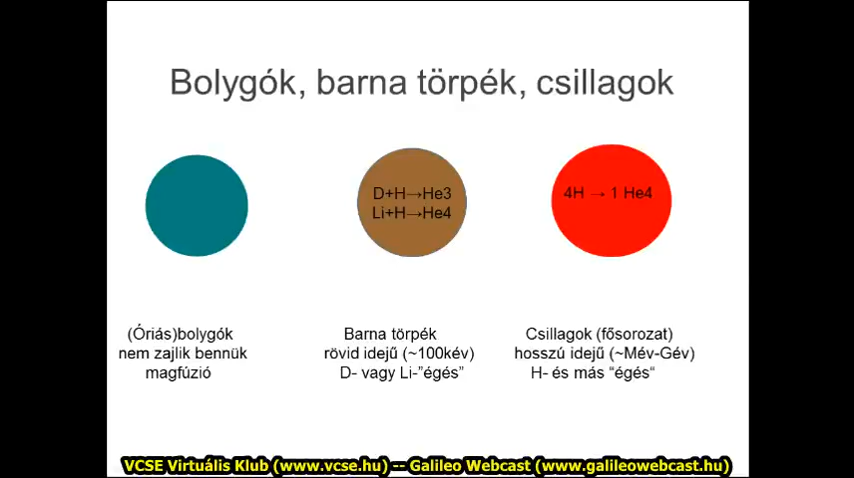 Bolygók, barna törpék, csillagok
D+H→He3
Li+H→He4
4H → 1 He4
(Óriás)bolygók
nem zajlik bennük
magfúzió
Barna törpék
rövid idejű (~100kév)
D- vagy Li-”égés”
Csillagok (fősorozat)
hosszú idejű (~Mév-Gév)
H- és más “égés“
VCSE Virtuális Klub (www.vcse.hu) -- Galileo Webcast (www.galileowebcast.hu)